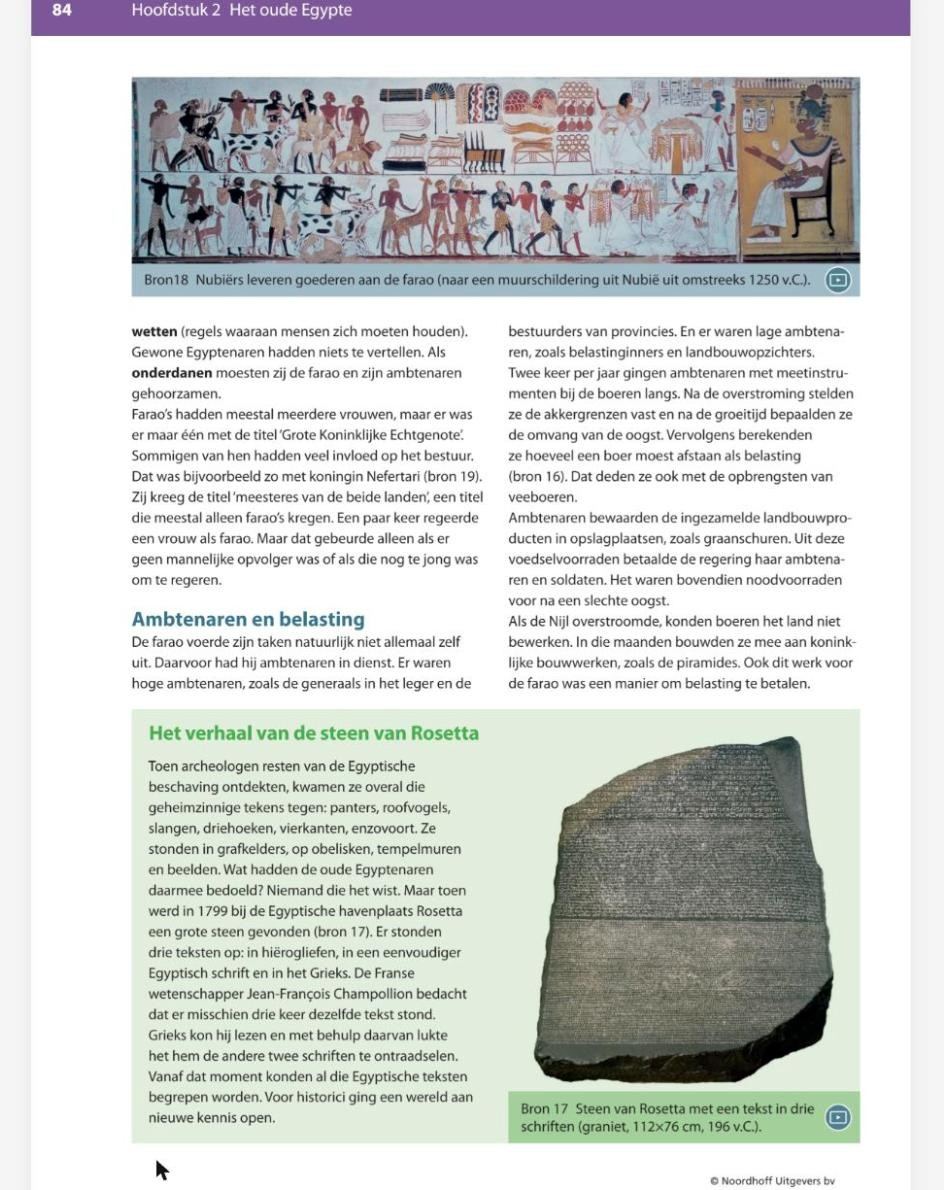 84 Hoofdstuk 2 Het oude Egypte
Bron18 Nubiërs leveren goederen aan de farao (naar een muurschildering uit Nubië uit omstreeks 1250 v.C.).
wetten (regels waaraan mensen zich moeten houden).
Gewone Egyptenaren hadden niets te vertellen. Als
onderdanen moesten zij de farao en zijn ambtenaren
gehoorzamen.
Farao's hadden meestal meerdere vrouwen, maar er was
er maar één met de titel 'Grote Koninklijke Echtgenote'.
Sommigen van hen hadden veel invloed op het bestuur.
Dat was bijvoorbeeld zo met koningin Nefertari (bron 19).
Zij kreeg de titel 'meesteres van de beide landen', een titel
die meestal alleen farao's kregen. Een paar keer regeerde
een vrouw als farao. Maar dat gebeurde alleen als er
geen mannelijke opvolger was of als die nog te jong was
om te regeren.
Ambtenaren en belasting
De farao voerde zijn taken natuurlijk niet allemaal zelf
uit. Daarvoor had hij ambtenaren in dienst. Er waren
hoge ambtenaren, zoals de generaals in het leger en de
bestuurders van provincies. En er waren lage ambtena-
ren, zoals belastinginners en landbouwopzichters.
Twee keer per jaar gingen ambtenaren met meetinstru-
menten bij de boeren langs. Na de overstroming stelden
ze de akkergrenzen vast en na de groeitijd bepaalden ze
de omvang van de oogst. Vervolgens berekenden
ze hoeveel een boer moest afstaan als belasting
(bron 16). Dat deden ze ook met de opbrengsten van
veeboeren.
Ambtenaren bewaarden de ingezamelde landbouwpro-
ducten in opslagplaatsen, zoals graanschuren. Uit deze
voedselvoorraden betaalde de regering haar ambtena-
ren en soldaten. Het waren bovendien noodvoorraden
voor na een slechte oogst.
Als de Nijl overstroomde, konden boeren het land niet
bewerken. In die maanden bouwden ze mee aan konink-
lijke bouwwerken, zoals de piramides. Ook dit werk voor
de farao was een manier om belasting te betalen.
Het verhaal van de steen van Rosetta
Toen archeologen resten van de Egyptische
beschaving ontdekten, kwamen ze overal die
geheimzinnige tekens tegen: panters, roofvogels,
slangen, driehoeken, vierkanten, enzovoort. Ze
stonden in grafkelders, op obelisken, tempelmuren
en beelden. Wat hadden de oude Egyptenaren
daarmee bedoeld? Niemand die het wist. Maar toen
werd in 1799 bij de Egyptische havenplaats Rosetta
een grote steen gevonden (bron 17). Er stonden
drie teksten op: in hiërogliefen, in een eenvoudiger
Egyptisch schrift en in het Grieks. De Franse
wetenschapper Jean-François Champollion bedacht
dat er misschien drie keer dezelfde tekst stond.
Grieks kon hij lezen en met behulp daarvan lukte
het hem de andere twee schriften te ontraadselen.
Vanaf dat moment konden al die Egyptische teksten
begrepen worden. Voor historici ging een wereld aan
nieuwe kennis open.
Bron 17 Steen van Rosetta met een tekst in drie
schriften (graniet, 112×76 cm, 196 v.C.).
© Noordhoff Uitgevers bv